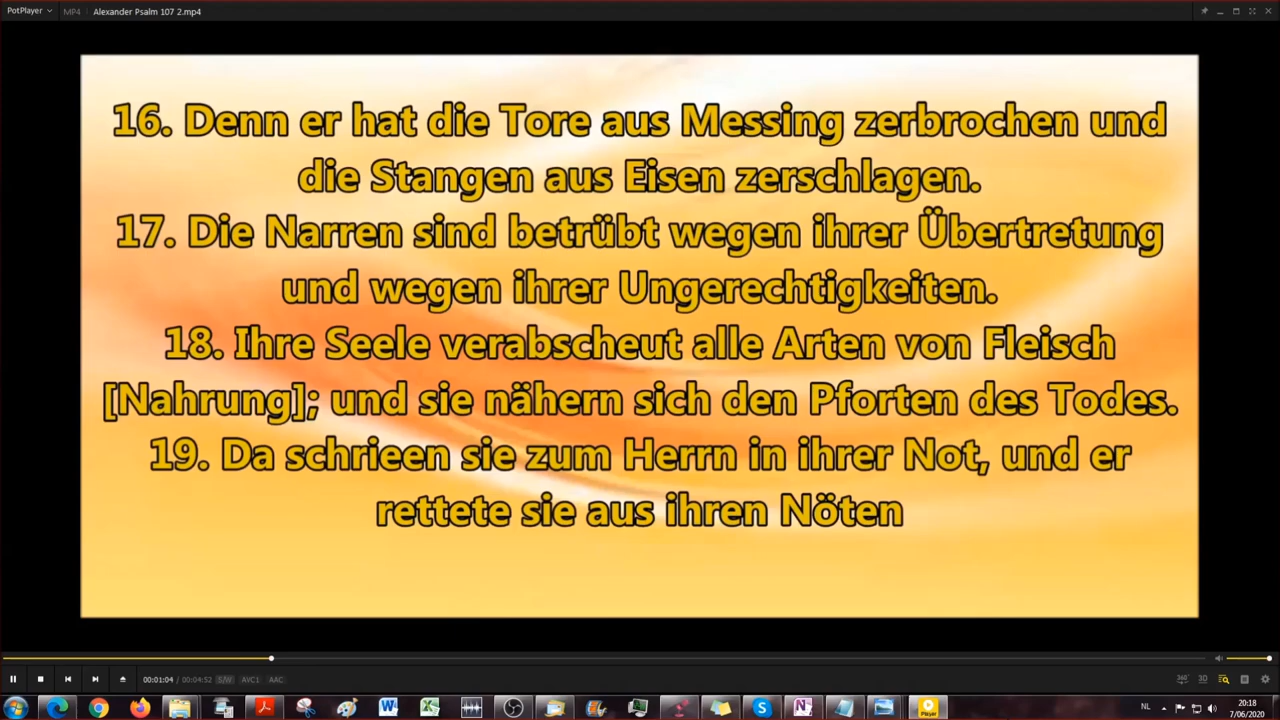 PotPlayer MP4 Alexander Psalm 107 2.mp4
16. Denn er hat die Tore aus Messing zerbrochen und
die Stangen aus Eisen zerschlagen.
17. Die Narren sind betrübt wegen ihrer Übertretung
und wegen ihrer Ungerechtigkeiten.
18. Ihre Seele verabscheut alle Arten von Fleisch
[Nahrung]; und sie nähern sich den Pforten des Todes.
19. Da schrieen sie zum Herrn in ihrer Not, und er
rettete sie aus ihren Nöten
00:01:04 / 00:04:52 S/W AVC1 AAC 360° 3D
NL 20:18
7/06/2020
Player